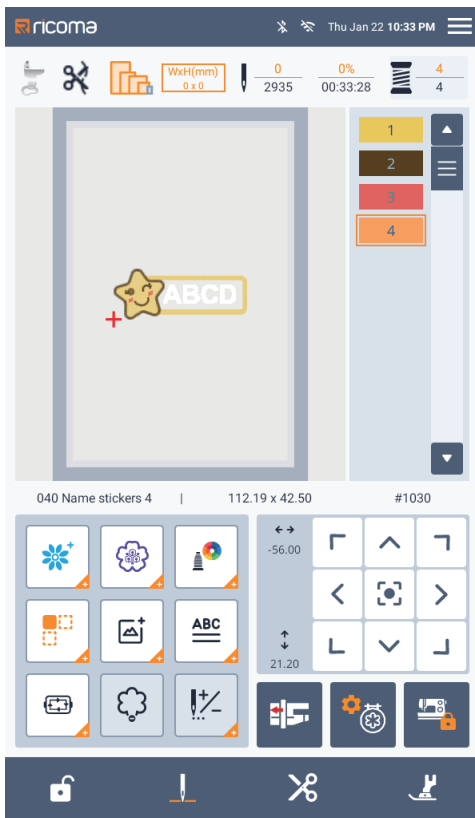 ricoma Thu Jan 22 10:33 PM
WxH(mm) 0 0% 4
0 x 0 2935 00:33:28 4
1
2
3
4
ABCD
040 Name stickers 4 | 112.19 x 42.50 #1030
-56.00
ABC
21.20